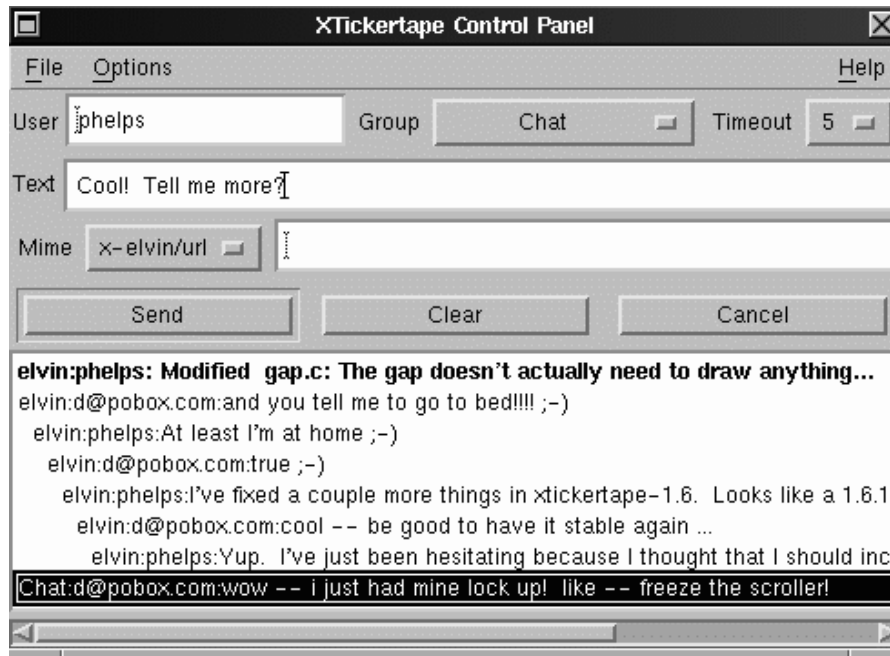 XTickertape Control Panel
File Options Help
User phelps Group Chat Timeout 5
Text Cool! Tell me more?
Mime x-elvin/url
Send Clear Cancel
elvin:phelps: Modified gap.c: The gap doesn't actually need to draw anything...
elvin:d@pobox.com:and you tell me to go to bed!!!! ;-)
elvin:phelps:At least I'm at home ;-)
elvin:d@pobox.com:true ;-)
elvin:phelps:I've fixed a couple more things in xtickertape-1.6. Looks like a 1.6.1
elvin:d@pobox.com:cool -- be good to have it stable again ...
elvin:phelps:Yup. I've just been hesitating because I thought that I should inc
Chat:d@pobox.com:wow -- i just had mine lock up! like -- freeze the scroller!